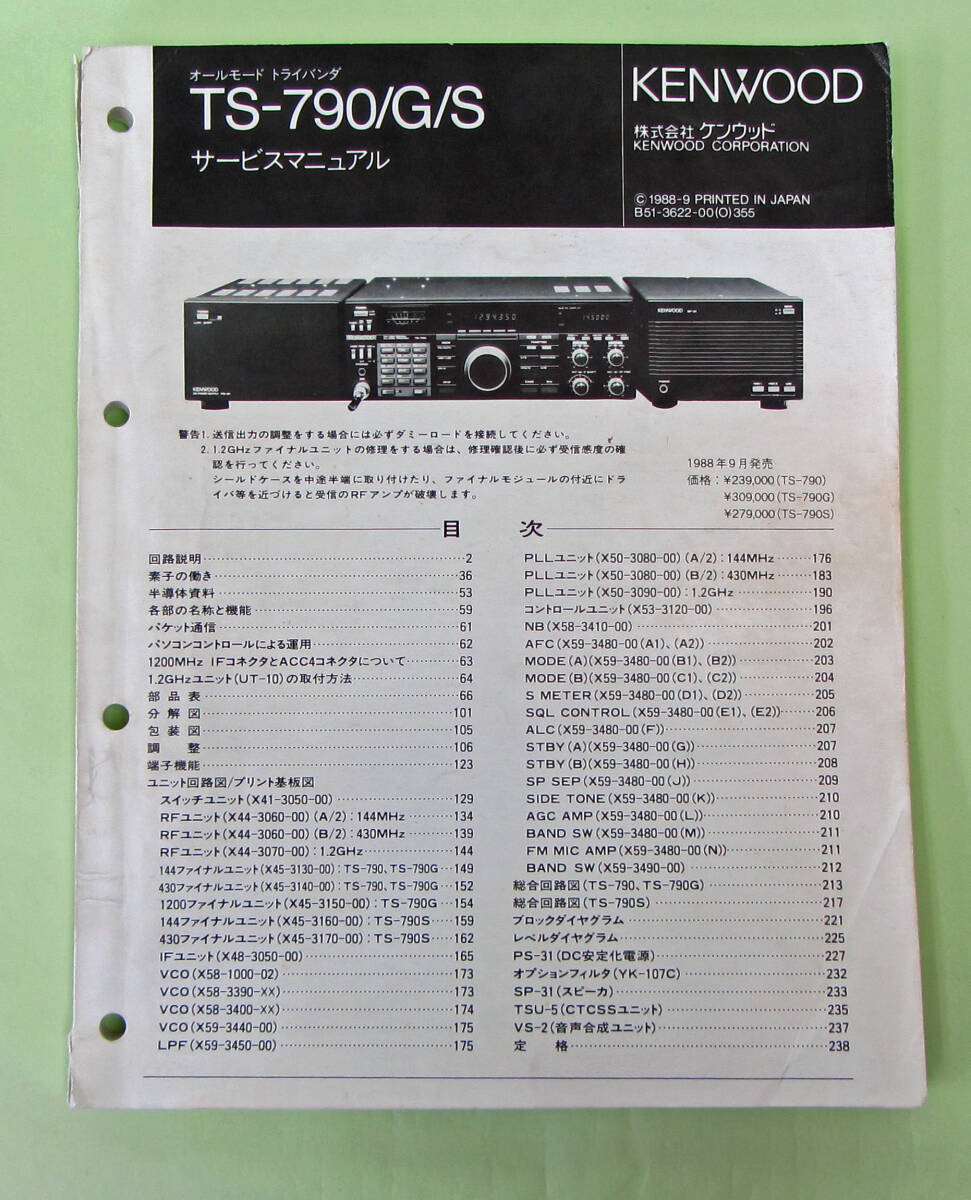 オールモード トライバンダ
TS-790/G/S
サービスマニュアル
KENWOOD
株式会社 ケンウッド
KENWOOD CORPORATION
© 1988-9 PRINTED IN JAPAN
B51-3622-00(O)355
KENWOOD
1294.350
145000
KENWOOD
警告1. 送信出力の調整をする場合には必ずダミーロードを接続してください。
2. 1.2GHzファイナルユニットの修理をする場合は、修理確認後に必ず受信感度の確
認を行ってください。
シールドケースを中途半端に取り付けたり、ファイナルモジュールの付近にドラ
イバ等を近づけると受信のRFアンプが破壊します。
1988年9月発売
価格：¥239,000(TS-790)
¥309,000(TS-790G)
¥279,000(TS-790S)
目 次
回路説明 2
素子の働き 36
半導体資料 53
各部の名称と機能 59
パケット通信 61
パソコンコントロールによる運用 62
1200MHz IFコネクタとACC4コネクタについて 63
1.2GHzユニット(UT-10)の取付方法 64
部品表 66
分解図 101
包装図 105
調整 106
端子機能 123
ユニット回路図/プリント基板図
スイッチユニット(X41-3050-00) 129
RFユニット(X44-3060-00)(A/2)：144MHz 134
RFユニット(X44-3060-00)(B/2)：430MHz 139
RFユニット(X44-3070-00)：1.2GHz 144
144ファイナルユニット(X45-3130-00)：TS-790、TS-790G 149
430ファイナルユニット(X45-3140-00)：TS-790、TS-790G 152
1200ファイナルユニット(X45-3150-00)：TS-790G 154
144ファイナルユニット(X45-3160-00)：TS-790S 159
430ファイナルユニット(X45-3170-00)：TS-790S 162
IFユニット(X48-3050-00) 165
VCO(X58-1000-02) 173
VCO(X58-3390-XX) 173
VCO(X58-3400-XX) 174
VCO(X59-3440-00) 175
LPF(X59-3450-00) 175
PLLユニット(X50-3080-00)(A/2)：144MHz 176
PLLユニット(X50-3080-00)(B/2)：430MHz 183
PLLユニット(X50-3090-00)：1.2GHz 190
コントロールユニット(X53-3120-00) 196
NB(X58-3410-00) 201
AFC(X59-3480-00(A1)、(A2)) 202
MODE(A)(X59-3480-00(B1)、(B2)) 203
MODE(B)(X59-3480-00(C1)、(C2)) 204
S METER(X59-3480-00(D1)、(D2)) 205
SQL CONTROL(X59-3480-00(E1)、(E2)) 206
ALC(X59-3480-00(F)) 207
STBY(A)(X59-3480-00(G)) 207
STBY(B)(X59-3480-00(H)) 208
SP SEP(X59-3480-00(J)) 209
SIDE TONE(X59-3480-00(K)) 210
AGC AMP(X59-3480-00(L)) 210
BAND SW(X59-3480-00(M)) 211
FM MIC AMP(X59-3480-00(N)) 211
BAND SW(X59-3490-00) 212
総合回路図(TS-790、TS-790G) 213
総合回路図(TS-790S) 217
ブロックダイヤグラム 221
レベルダイヤグラム 225
PS-31(DC安定化電源) 227
オプションフィルタ(YK-107C) 232
SP-31(スピーカ) 233
TSU-5(CTCSSユニット) 235
VS-2(音声合成ユニット) 237
定格 238